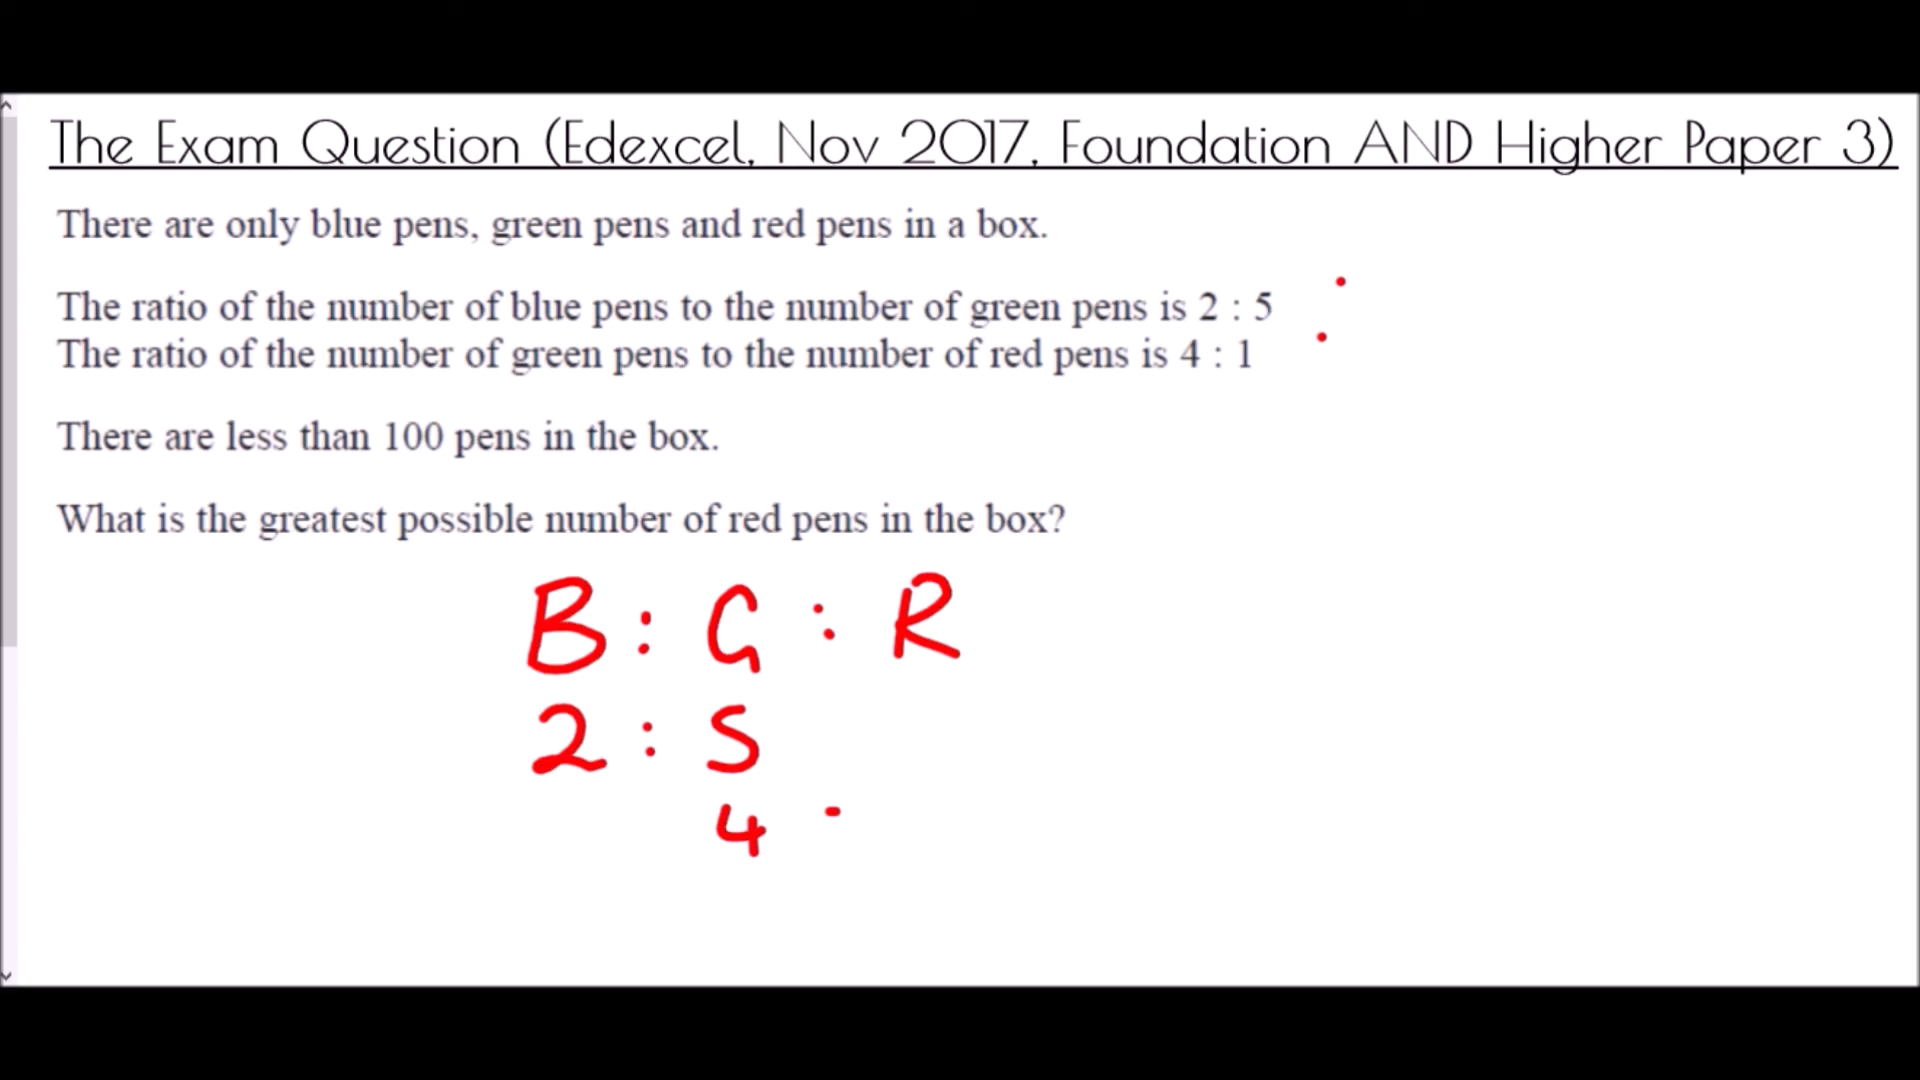 The Exam Question (Edexcel, Nov 2017, Foundation AND Higher Paper 3)
There are only blue pens, green pens and red pens in a box.
The ratio of the number of blue pens to the number of green pens is 2 : 5
The ratio of the number of green pens to the number of red pens is 4 : 1
There are less than 100 pens in the box.
What is the greatest possible number of red pens in the box?
B : G : R
2 : 5
4